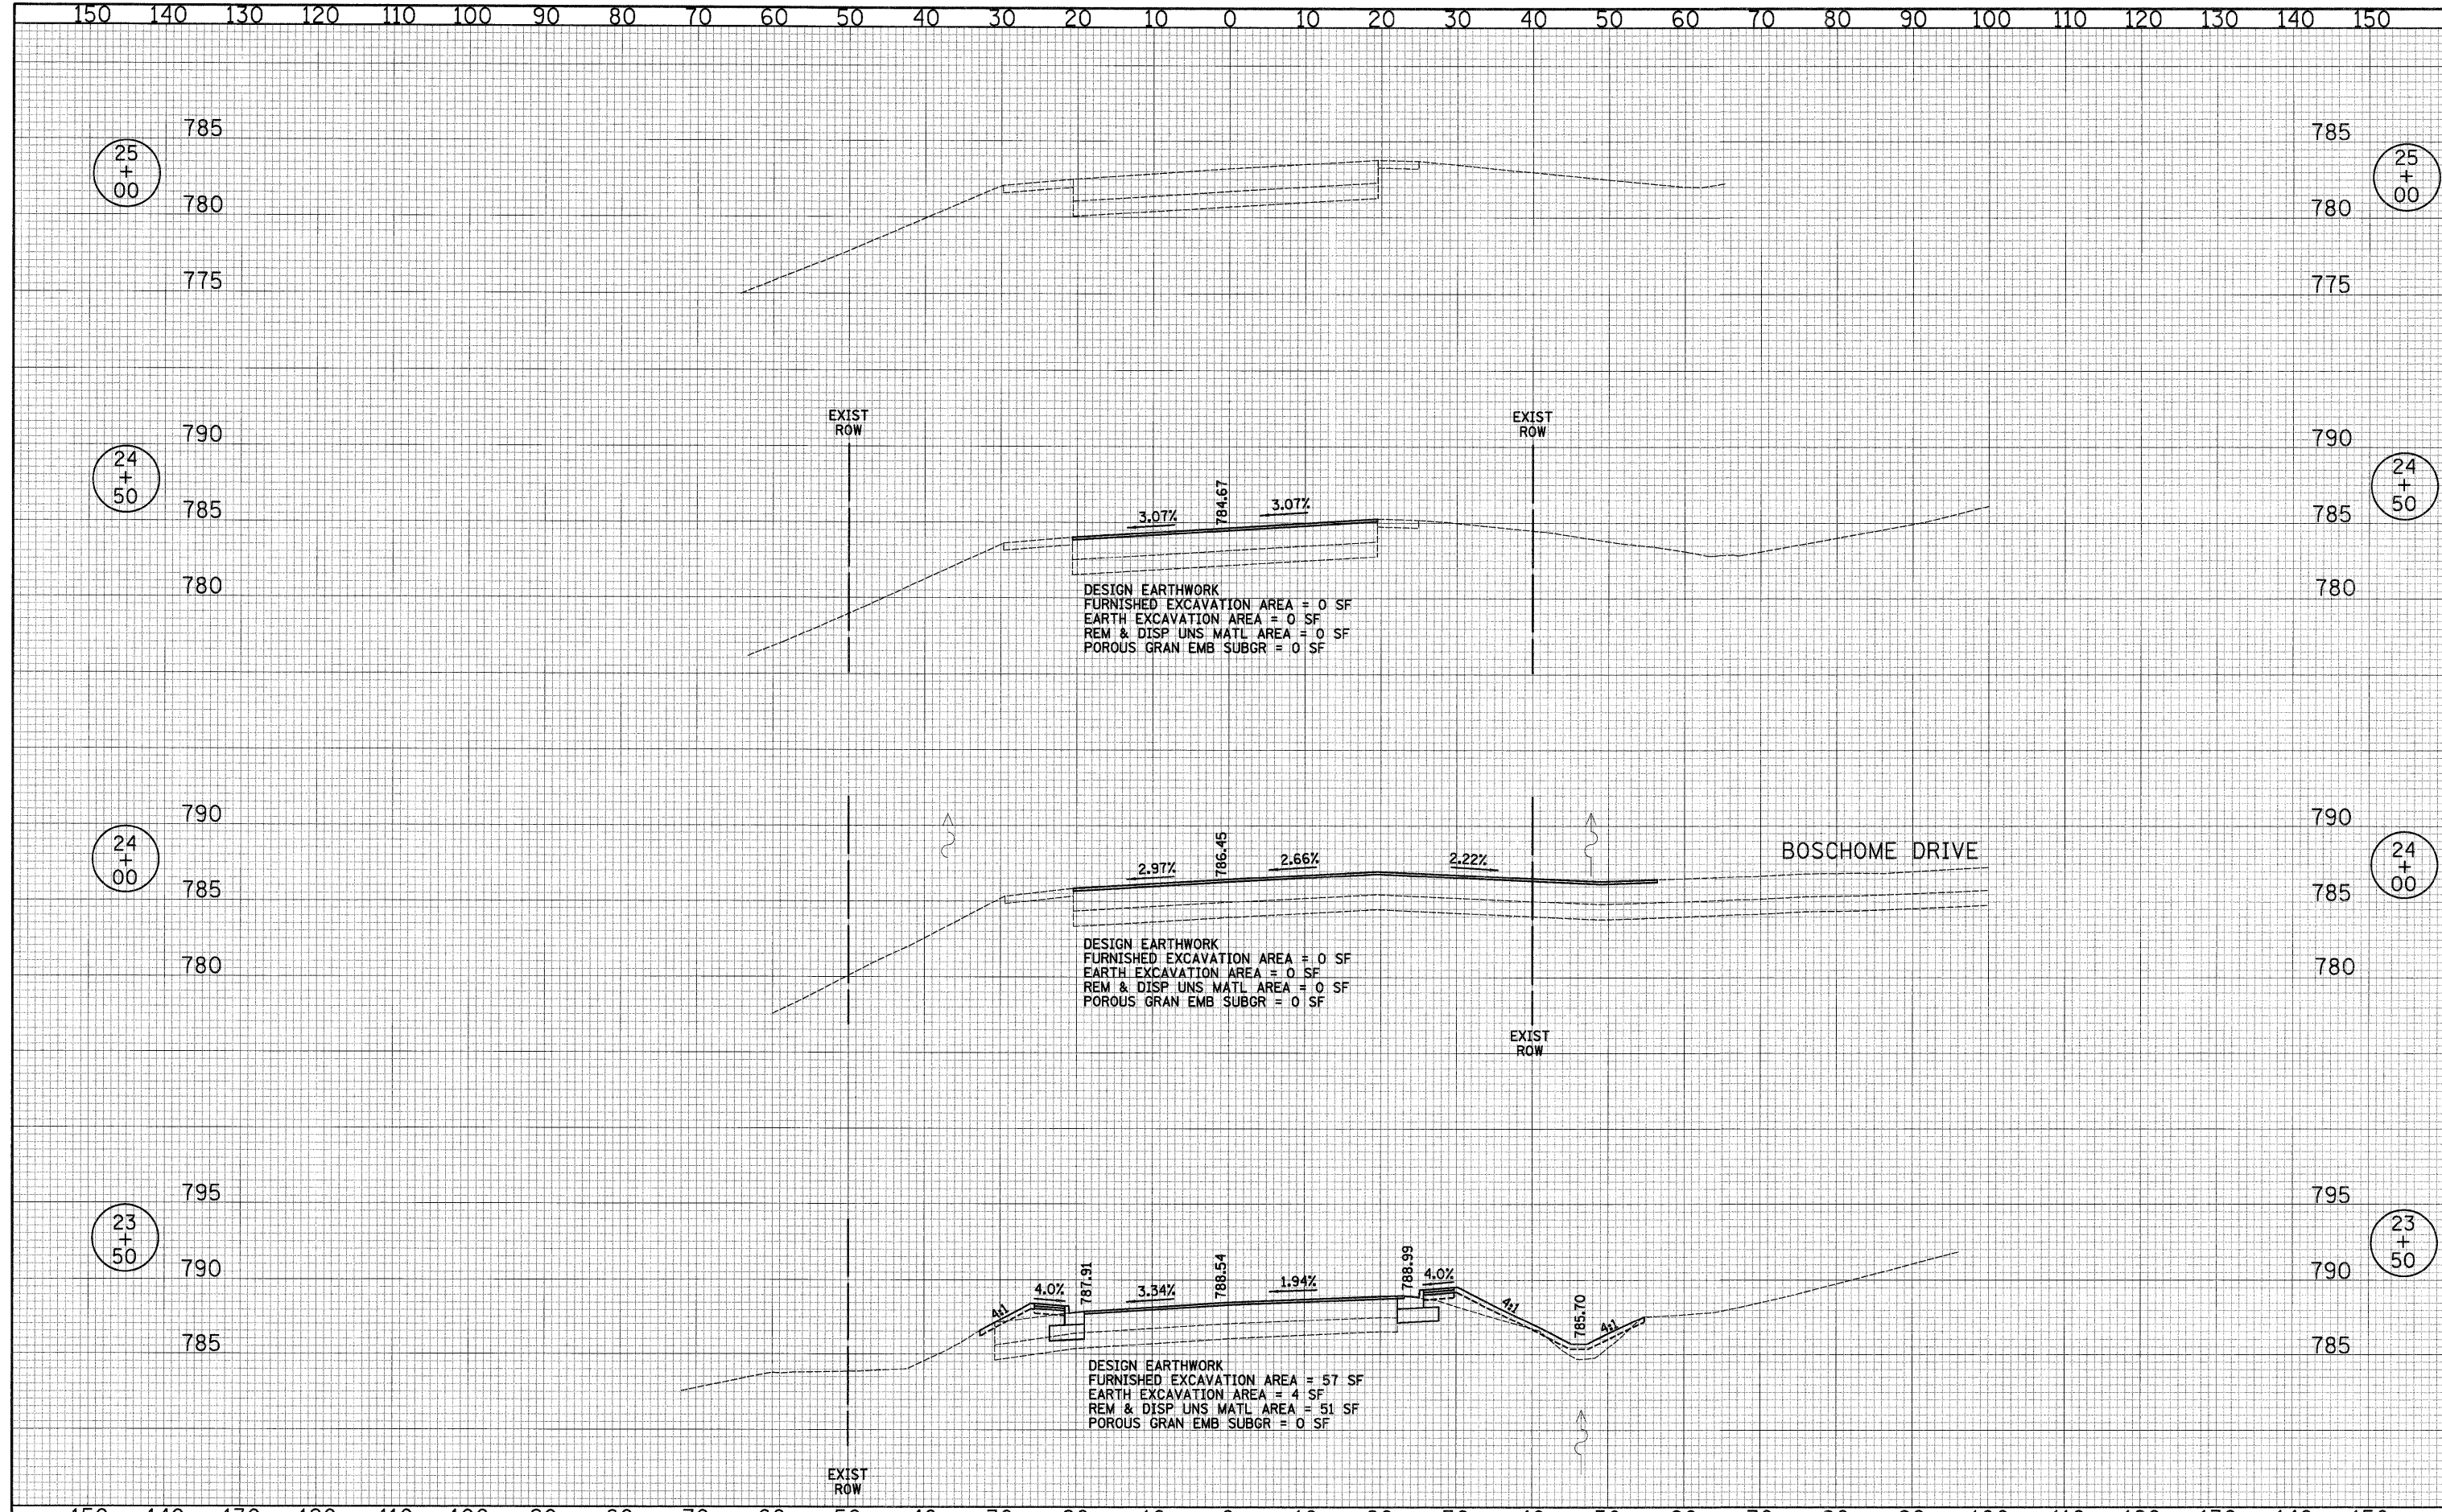 150 140 130 120 110 100 90 80 70 60 50 40 30 20 10 0 10 20 30 40 50 60 70 80 90 100 110 120 130 140 150
785 785
25 + 00
25 + 00
780 780
775 775
EXIST
ROW
EXIST
ROW
790 790
24 + 50
24 + 50
785 785
3.07% 784.67 3.07%
780 780
DESIGN EARTHWORK
FURNISHED EXCAVATION AREA = 0 SF
EARTH EXCAVATION AREA = 0 SF
REM & DISP UNS MATL AREA = 0 SF
POROUS GRAN EMB SUBGR = 0 SF
790 790
24 + 00
24 + 00
2.97% 786.45 2.66% 2.22% BOSCHOME DRIVE
785 785
780 780
DESIGN EARTHWORK
FURNISHED EXCAVATION AREA = 0 SF
EARTH EXCAVATION AREA = 0 SF
REM & DISP UNS MATL AREA = 0 SF
POROUS GRAN EMB SUBGR = 0 SF
EXIST
ROW
795 795
23 + 50
23 + 50
790 790
4:1 4.0% 787.91 3.34% 788.54 1.94% 788.99 4.0% 4:1 785.70 4:1
785 785
DESIGN EARTHWORK
FURNISHED EXCAVATION AREA = 57 SF
EARTH EXCAVATION AREA = 4 SF
REM & DISP UNS MATL AREA = 51 SF
POROUS GRAN EMB SUBGR = 0 SF
EXIST
ROW